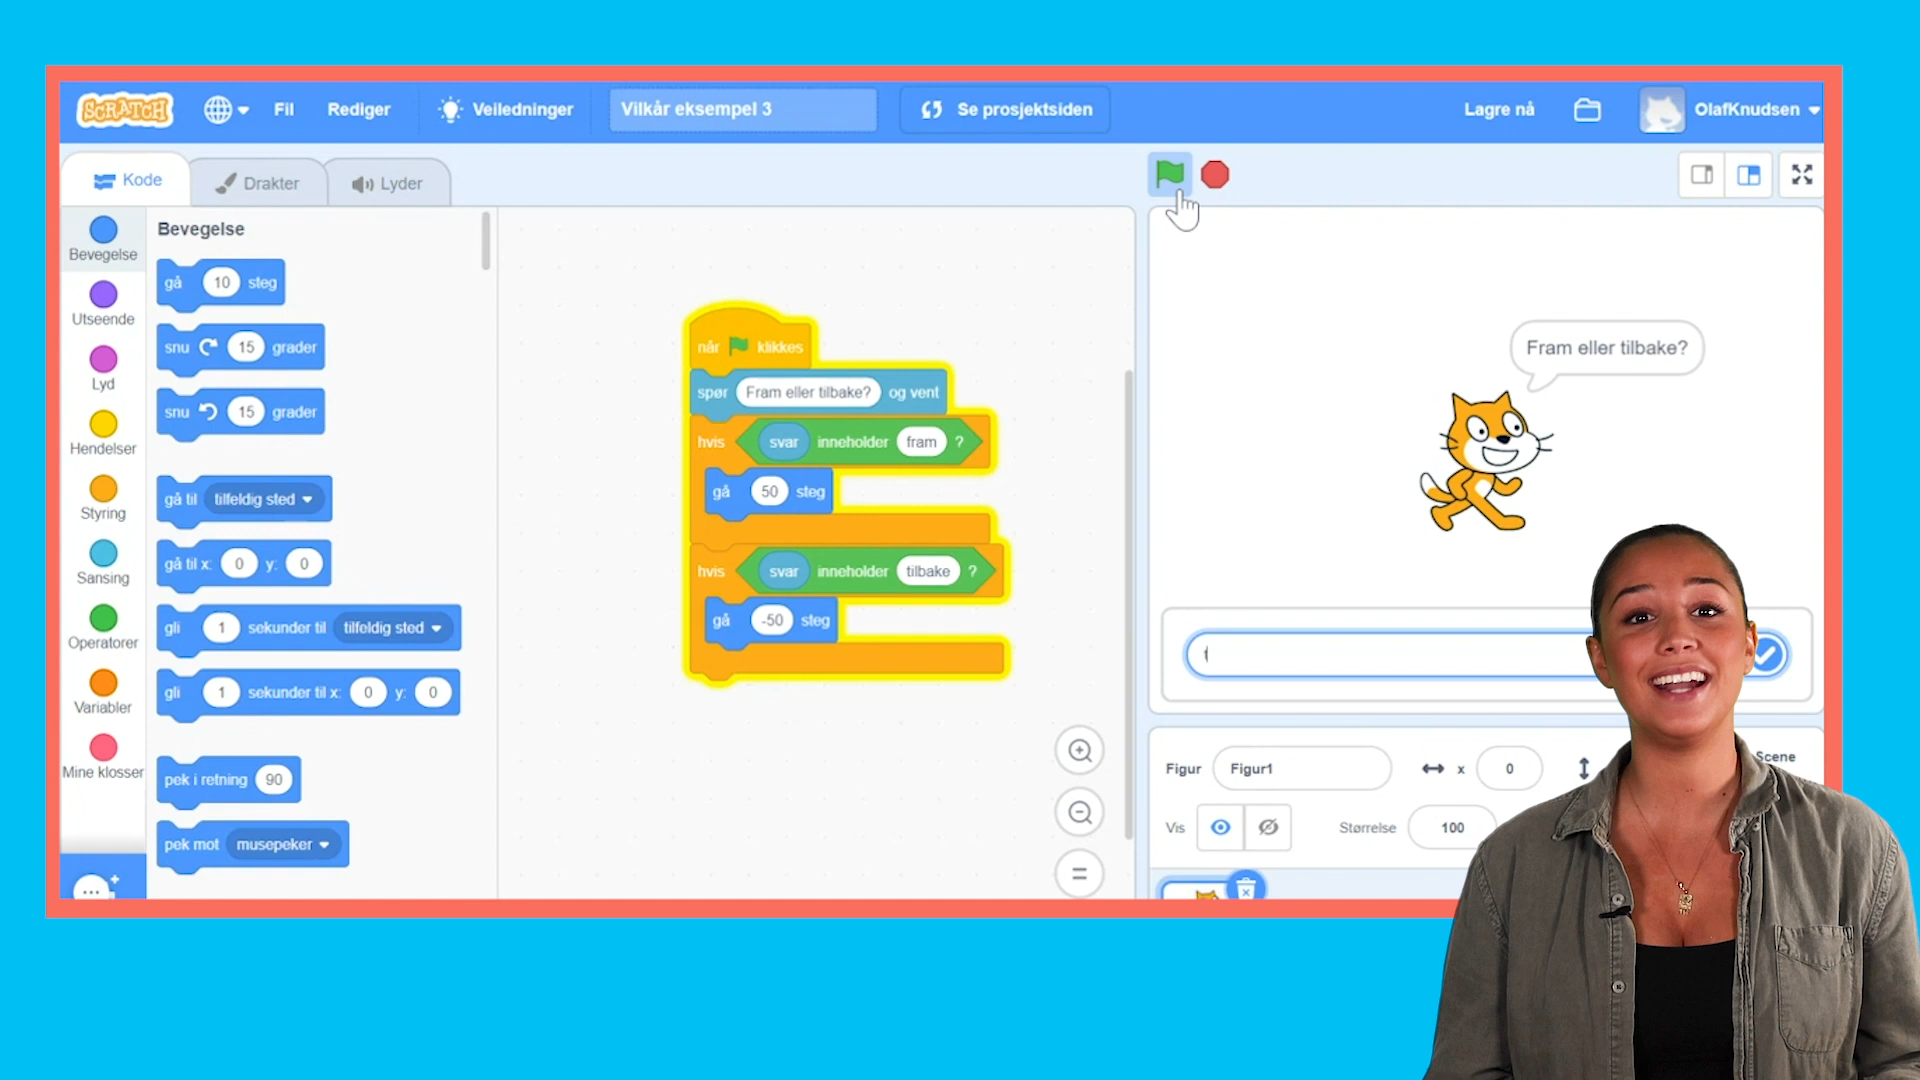 SCRATCH
Fil
Rediger
Veiledninger
Vilkår eksempel 3
Se prosjektsiden
Lagre nå
OlafKnudsen
Kode
Drakter
Lyder
Bevegelse
Utseende
Lyd
Hendelser
Styring
Sansing
Operatorer
Variabler
Mine klosser
Bevegelse
gå 10 steg
snu 15 grader
snu 15 grader
gå til tilfeldig sted
gå til x: 0 y: 0
gli 1 sekunder til tilfeldig sted
gli 1 sekunder til x: 0 y: 0
pek i retning 90
pek mot musepeker
når klikkes
spør Fram eller tilbake? og vent
hvis svar inneholder fram ?
gå 50 steg
hvis svar inneholder tilbake ?
gå -50 steg
Fram eller tilbake?
Figur Figur1 x 0
Vis Størrelse 100
Scene